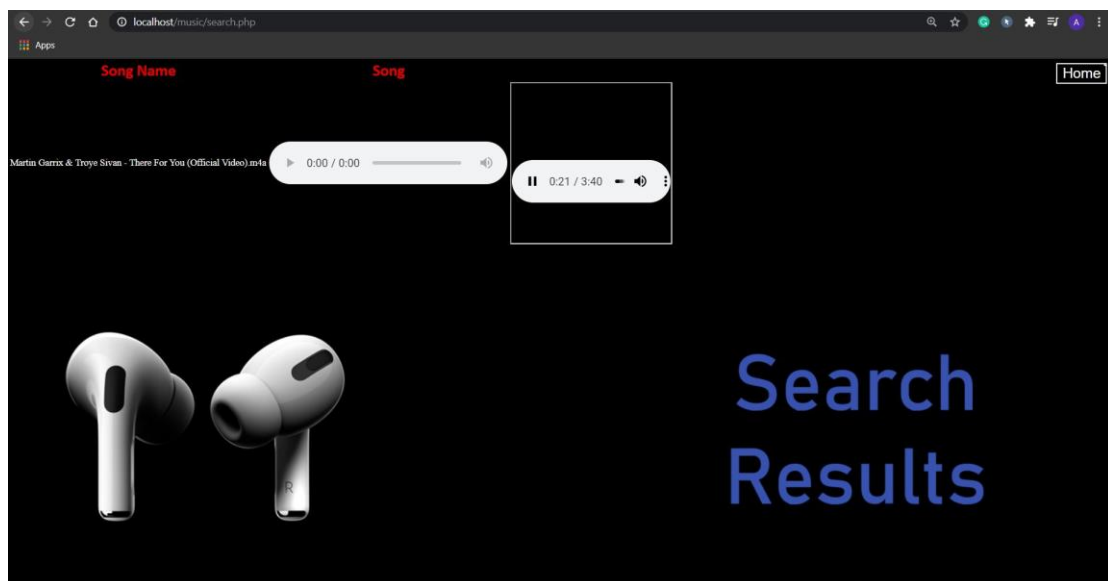 localhost/music/search.php
A
Apps
Song Name
Song
Home
Martin Garrix & Troye Sivan - There For You (Official Video).m4a
0:00 / 0:00
0:21 / 3:40
R
Search
Results